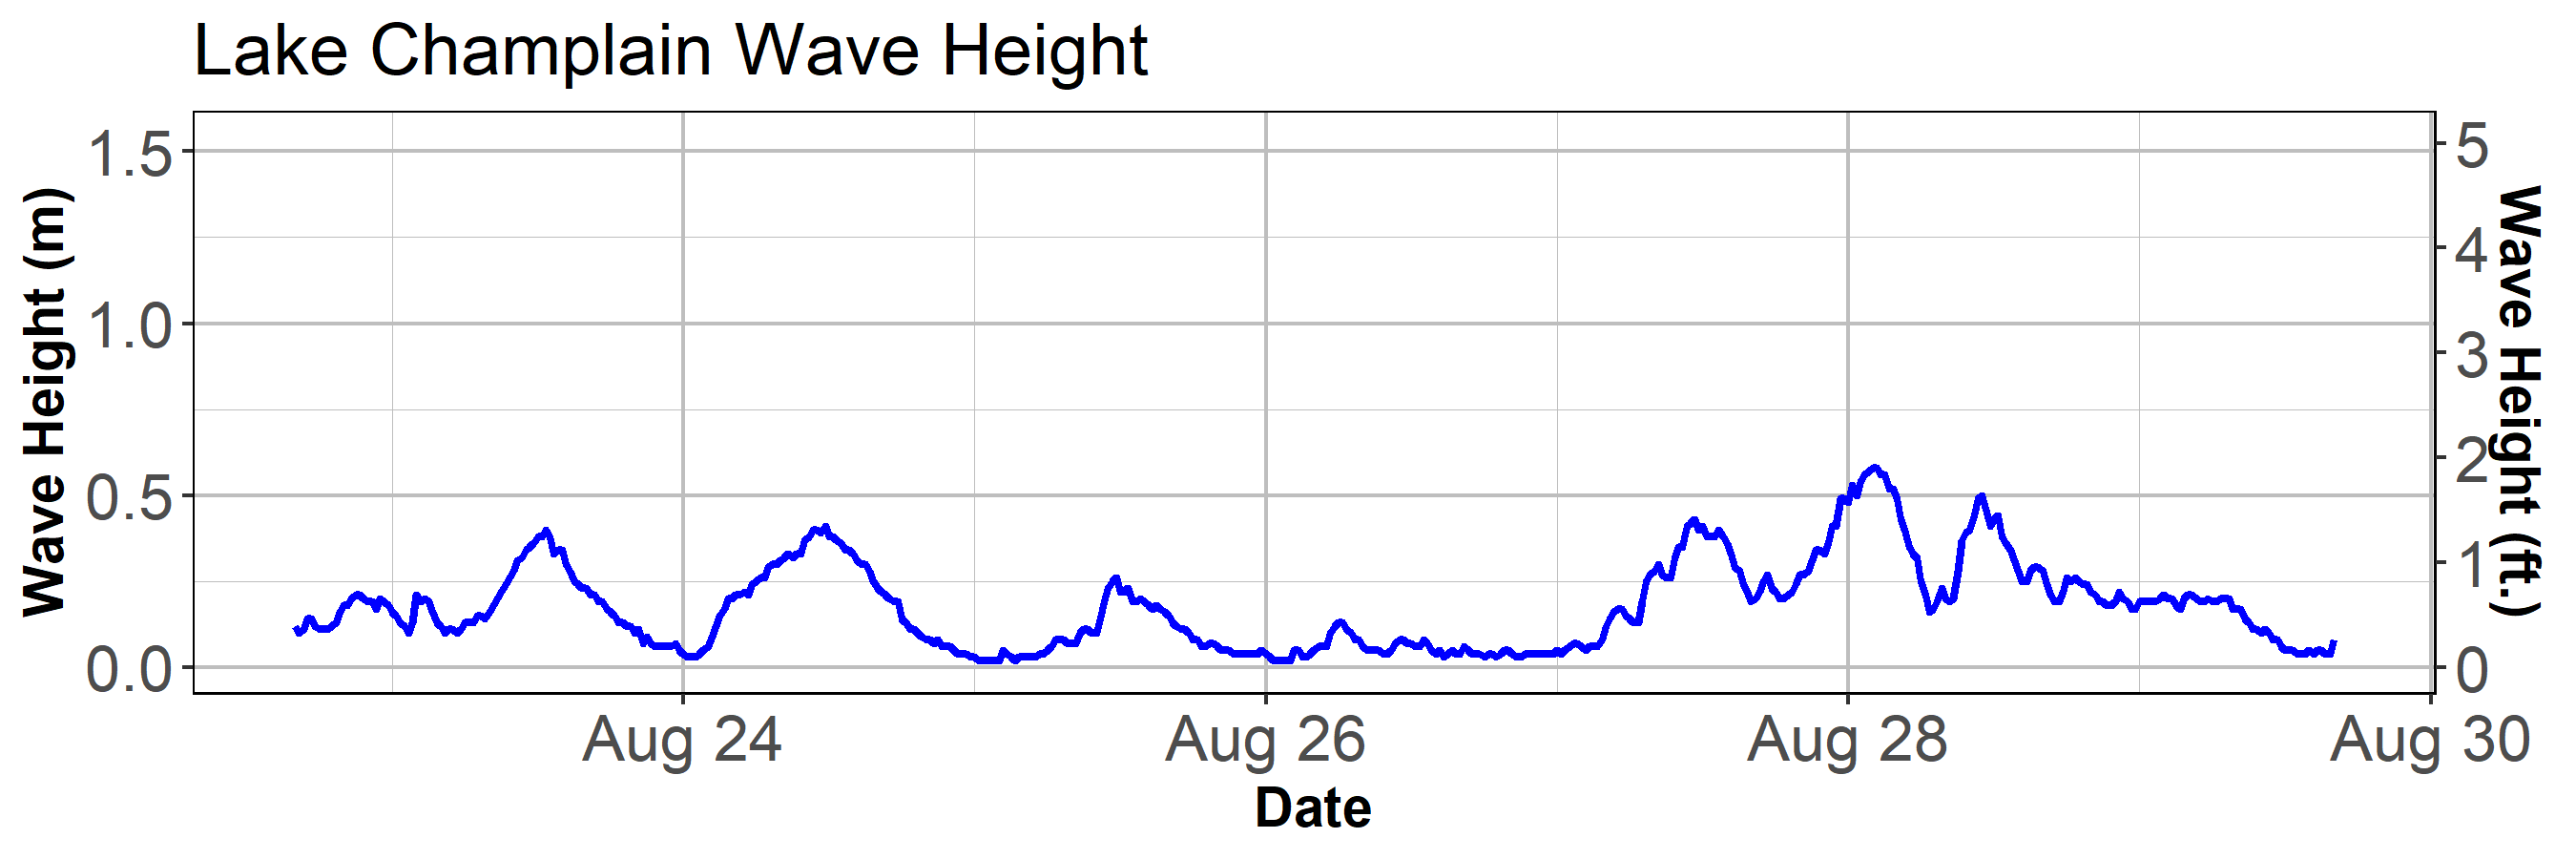 Lake Champlain Wave Height
Wave Height (m)
1.5
1.0
0.5
0.0
5
4
3
2
1
0
Wave Height (ft.)
Aug 24
Aug 26
Aug 28
Aug 30
Date